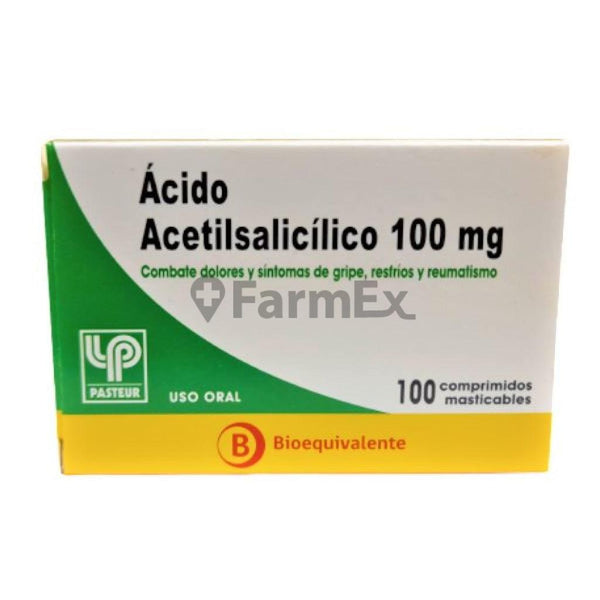 Ácido
Acetilsalicílico 100 mg
Combate dolores y síntomas de gripe, resfríos y reumatismo
FarmEx
LP
PASTEUR
USO ORAL
100 comprimidos
masticables
B Bioequivalente